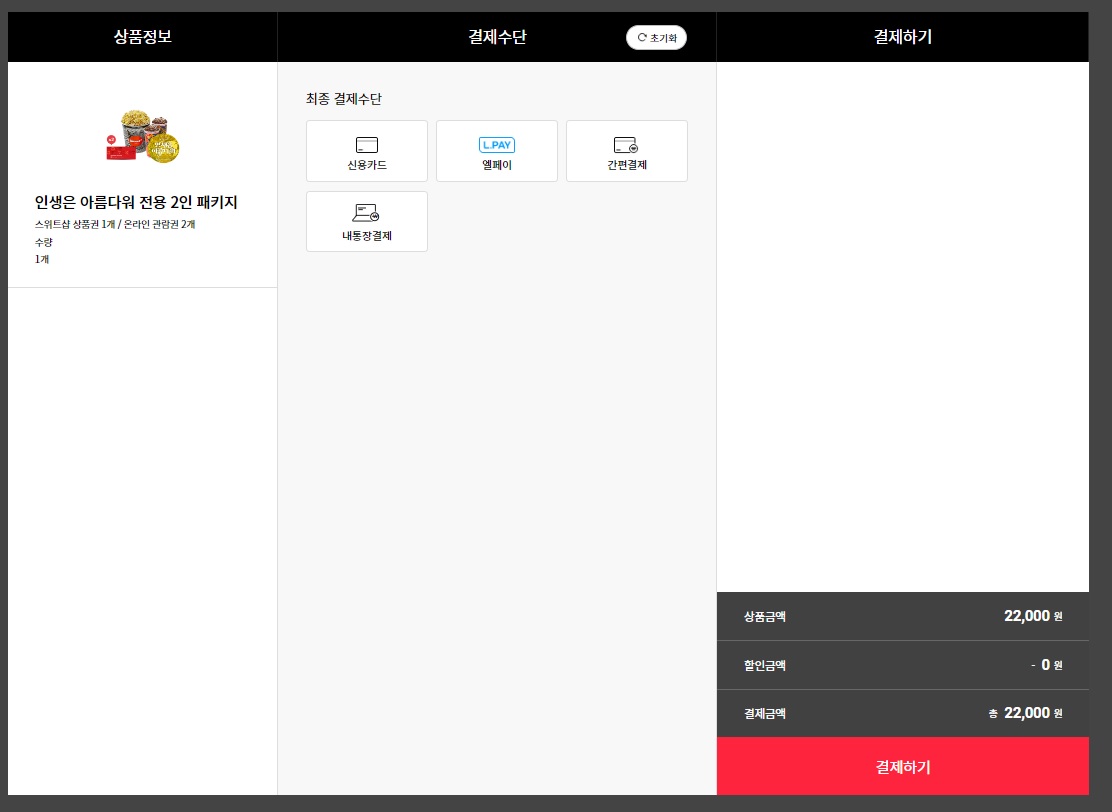 상품정보
결제수단
초기화
결제하기
인생은 아름다워 전용 2인 패키지
스위트샵 상품권 1개 / 온라인 관람권 2개
수량
1개
최종 결제수단
신용카드
L.PAY
엘페이
간편결제
내통장결제
상품금액 22,000 원
할인금액 - 0 원
결제금액 총 22,000 원
결제하기